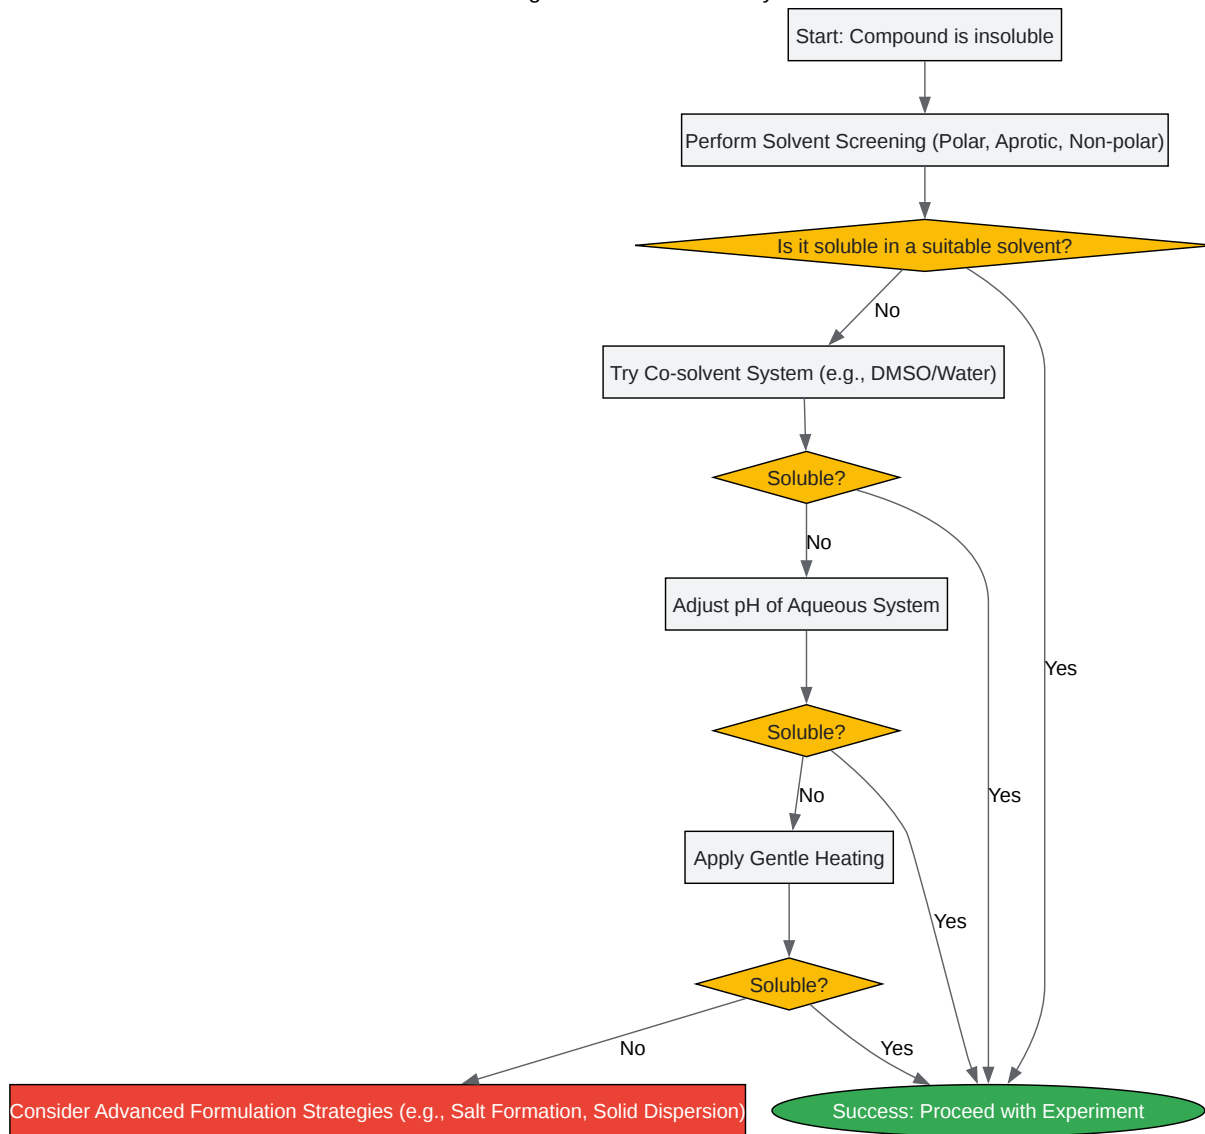 Start: Compound is insoluble
Perform Solvent Screening (Polar, Aprotic, Non-polar)
Is it soluble in a suitable solvent?
No
Try Co-solvent System (e.g., DMSO/Water)
Soluble?
No
Adjust pH of Aqueous System
Yes
Soluble?
No
Yes
Apply Gentle Heating
Yes
Soluble?
No
Yes
Consider Advanced Formulation Strategies (e.g., Salt Formation, Solid Dispersion)
Success: Proceed with Experiment